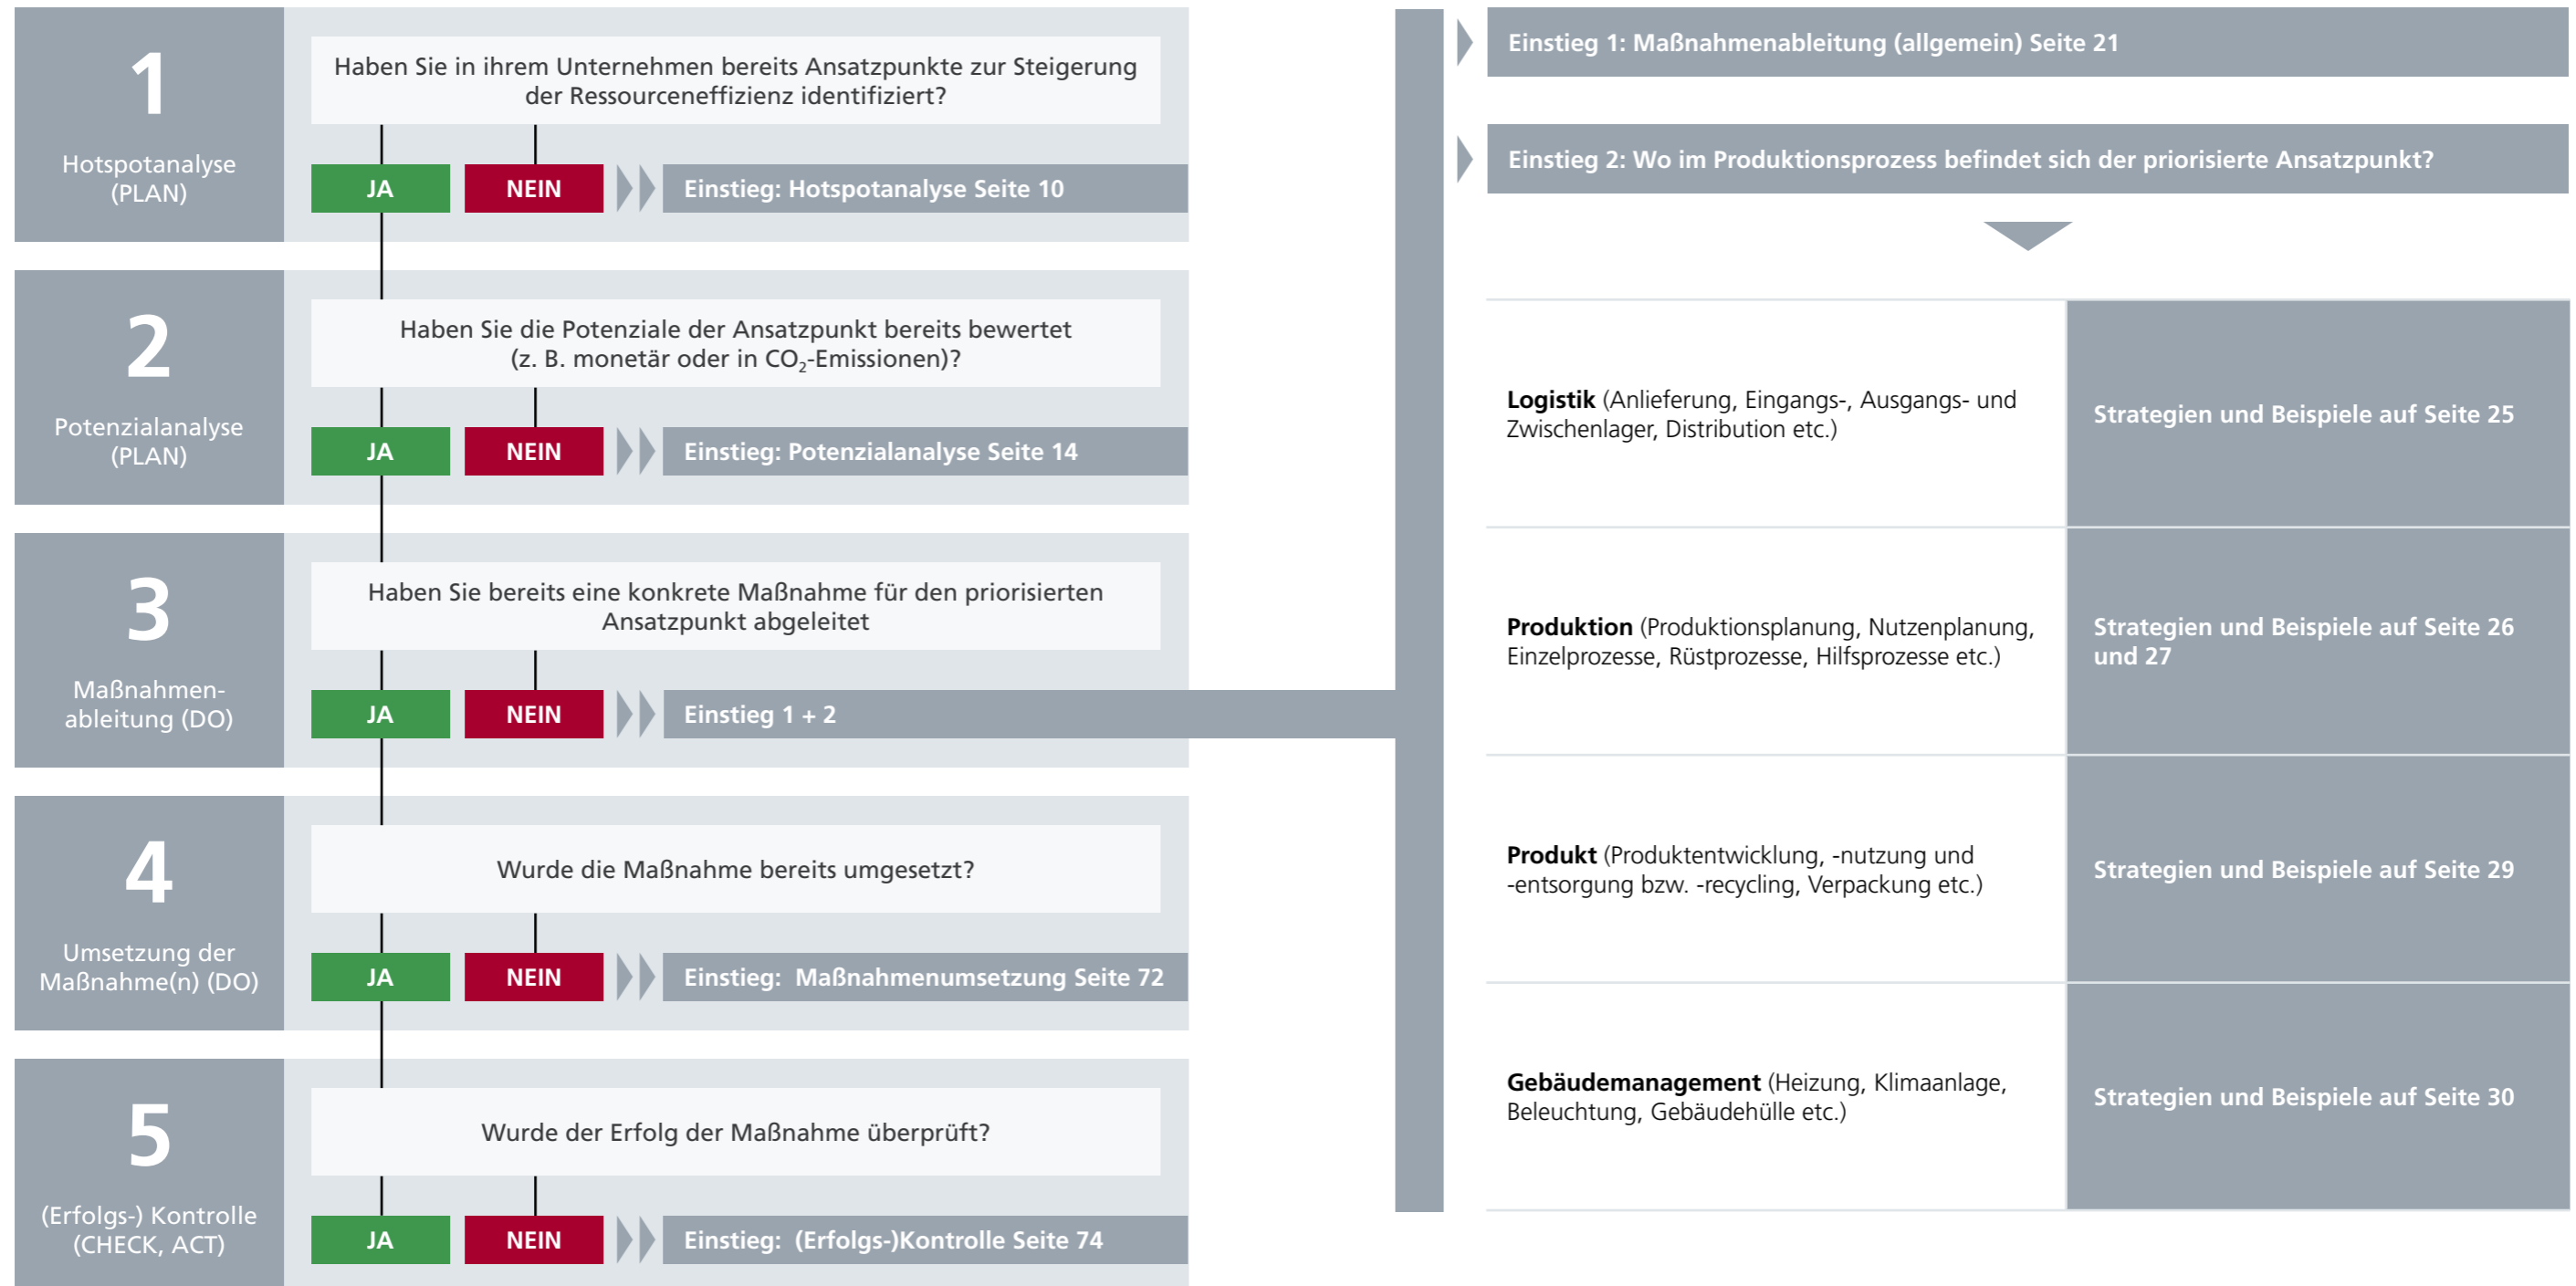 1
Hotspotanalyse
(PLAN)
Haben Sie in ihrem Unternehmen bereits Ansatzpunkte zur Steigerung
der Ressourceneffizienz identifiziert?
JA
NEIN
Einstieg: Hotspotanalyse Seite 10
2
Potenzialanalyse
(PLAN)
Haben Sie die Potenziale der Ansatzpunkt bereits bewertet
(z. B. monetär oder in CO₂-Emissionen)?
JA
NEIN
Einstieg: Potenzialanalyse Seite 14
3
Maßnahmen-
ableitung (DO)
Haben Sie bereits eine konkrete Maßnahme für den priorisierten
Ansatzpunkt abgeleitet
JA
NEIN
Einstieg 1 + 2
4
Umsetzung der
Maßnahme(n) (DO)
Wurde die Maßnahme bereits umgesetzt?
JA
NEIN
Einstieg: Maßnahmenumsetzung Seite 72
5
(Erfolgs-) Kontrolle
(CHECK, ACT)
Wurde der Erfolg der Maßnahme überprüft?
JA
NEIN
Einstieg: (Erfolgs-)Kontrolle Seite 74
Einstieg 1: Maßnahmenableitung (allgemein) Seite 21
Einstieg 2: Wo im Produktionsprozess befindet sich der priorisierte Ansatzpunkt?
Logistik (Anlieferung, Eingangs-, Ausgangs- und
Zwischenlager, Distribution etc.)
Strategien und Beispiele auf Seite 25
Produktion (Produktionsplanung, Nutzenplanung,
Einzelprozesse, Rüstprozesse, Hilfsprozesse etc.)
Strategien und Beispiele auf Seite 26
und 27
Produkt (Produktentwicklung, -nutzung und
-entsorgung bzw. -recycling, Verpackung etc.)
Strategien und Beispiele auf Seite 29
Gebäudemanagement (Heizung, Klimaanlage,
Beleuchtung, Gebäudehülle etc.)
Strategien und Beispiele auf Seite 30